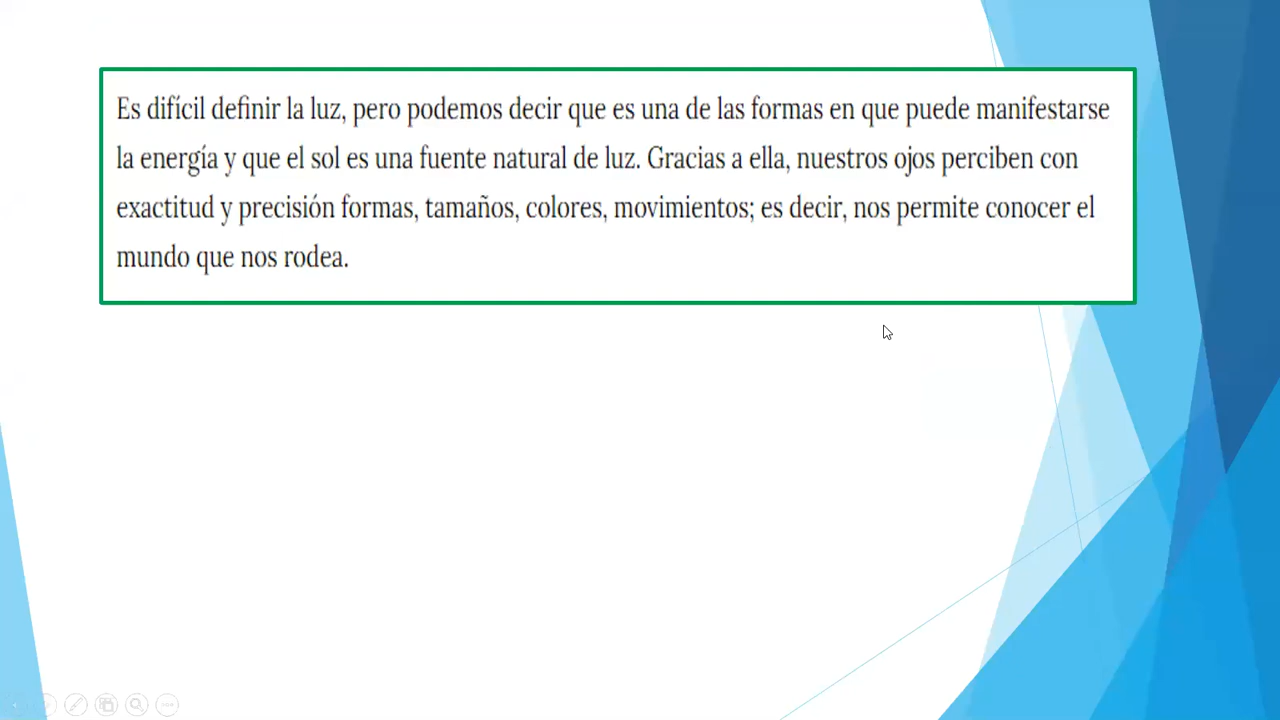 Es difícil definir la luz, pero podemos decir que es una de las formas en que puede manifestarse
la energía y que el sol es una fuente natural de luz. Gracias a ella, nuestros ojos perciben con
exactitud y precisión formas, tamaños, colores, movimientos; es decir, nos permite conocer el
mundo que nos rodea.